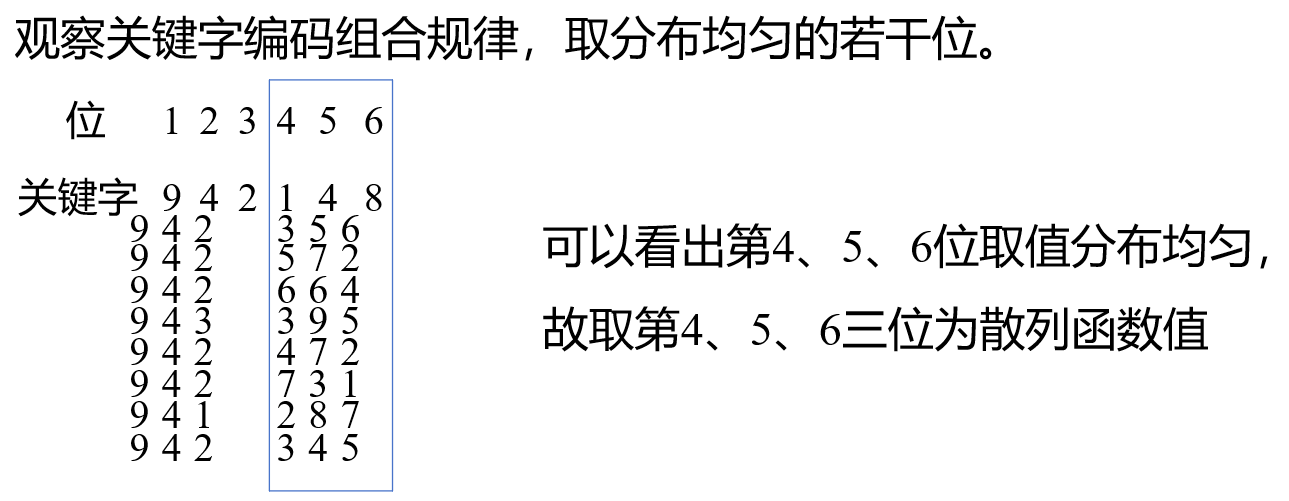 观察关键字编码组合规律，取分布均匀的若干位。
位 1 2 3 4 5 6
关键字 9 4 2 1 4 8
9 4 2 3 5 6
9 4 2 5 7 2
9 4 2 6 6 4
9 4 3 3 9 5
9 4 2 4 7 2
9 4 2 7 3 1
9 4 1 2 8 7
9 4 2 3 4 5
可以看出第4、5、6位取值分布均匀，
故取第4、5、6三位为散列函数值